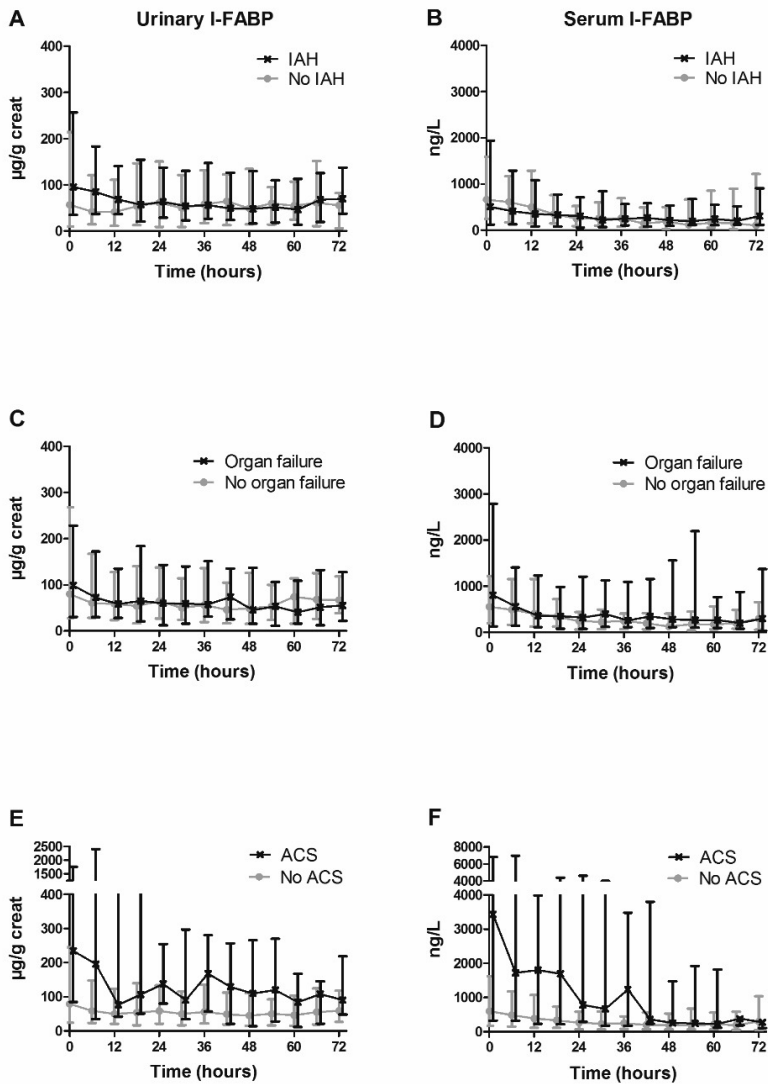 A
Urinary I-FABP
400
300
200
100
0
µg/g creat
IAH
No IAH
0 12 24 36 48 60 72
Time (hours)
B
Serum I-FABP
4000
3000
2000
1000
0
ng/L
IAH
No IAH
0 12 24 36 48 60 72
Time (hours)
C
400
300
200
100
0
µg/g creat
Organ failure
No organ failure
0 12 24 36 48 60 72
Time (hours)
D
4000
3000
2000
1000
0
ng/L
Organ failure
No organ failure
0 12 24 36 48 60 72
Time (hours)
E
2500
2000
1500
1000
500
400
300
200
100
0
µg/g creat
ACS
No ACS
0 12 24 36 48 60 72
Time (hours)
F
8000
7000
6000
5000
4000
4000
3000
2000
1000
0
ng/L
ACS
No ACS
0 12 24 36 48 60 72
Time (hours)